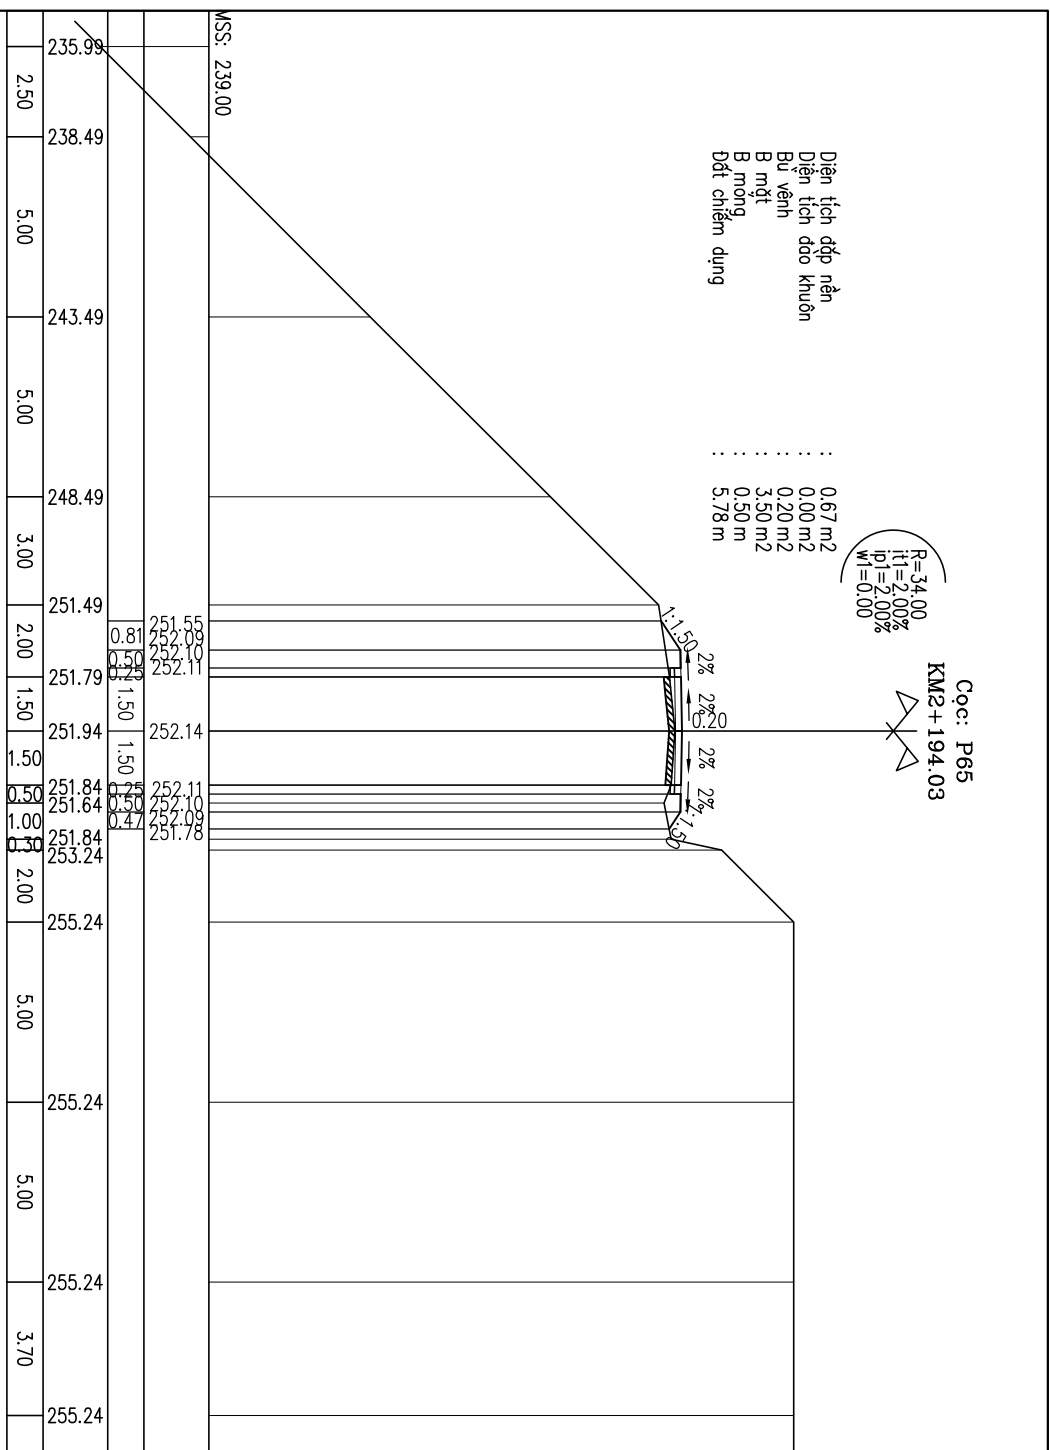 Cọc: P65
KM2+194.03
R=34.00
it1=2.00%
ip1=2.00%
w1=0.00
Diện tích đắp nền : 0.67 m2
Diện tích đào khuôn : 0.00 m2
Bù vênh : 0.20 m2
B mặt : 3.50 m2
B móng : 0.50 m
Đất chiếm dụng : 5.78 m
0.20
2% 2% 2% 2%
1:1.50 1:1.50
MSS: 239.00
251.55 252.09 252.10 252.11 252.14 252.11 252.10 252.09 251.78
0.81 0.50 0.25 1.50 1.50 0.25 0.50 0.47
235.99 238.49 243.49 248.49 251.49 251.79 251.94 251.84 251.64 251.84 253.24 255.24 255.24 255.24 255.24
2.50 5.00 5.00 3.00 2.00 1.50 1.50 0.50 1.00 0.30 2.00 5.00 5.00 3.70